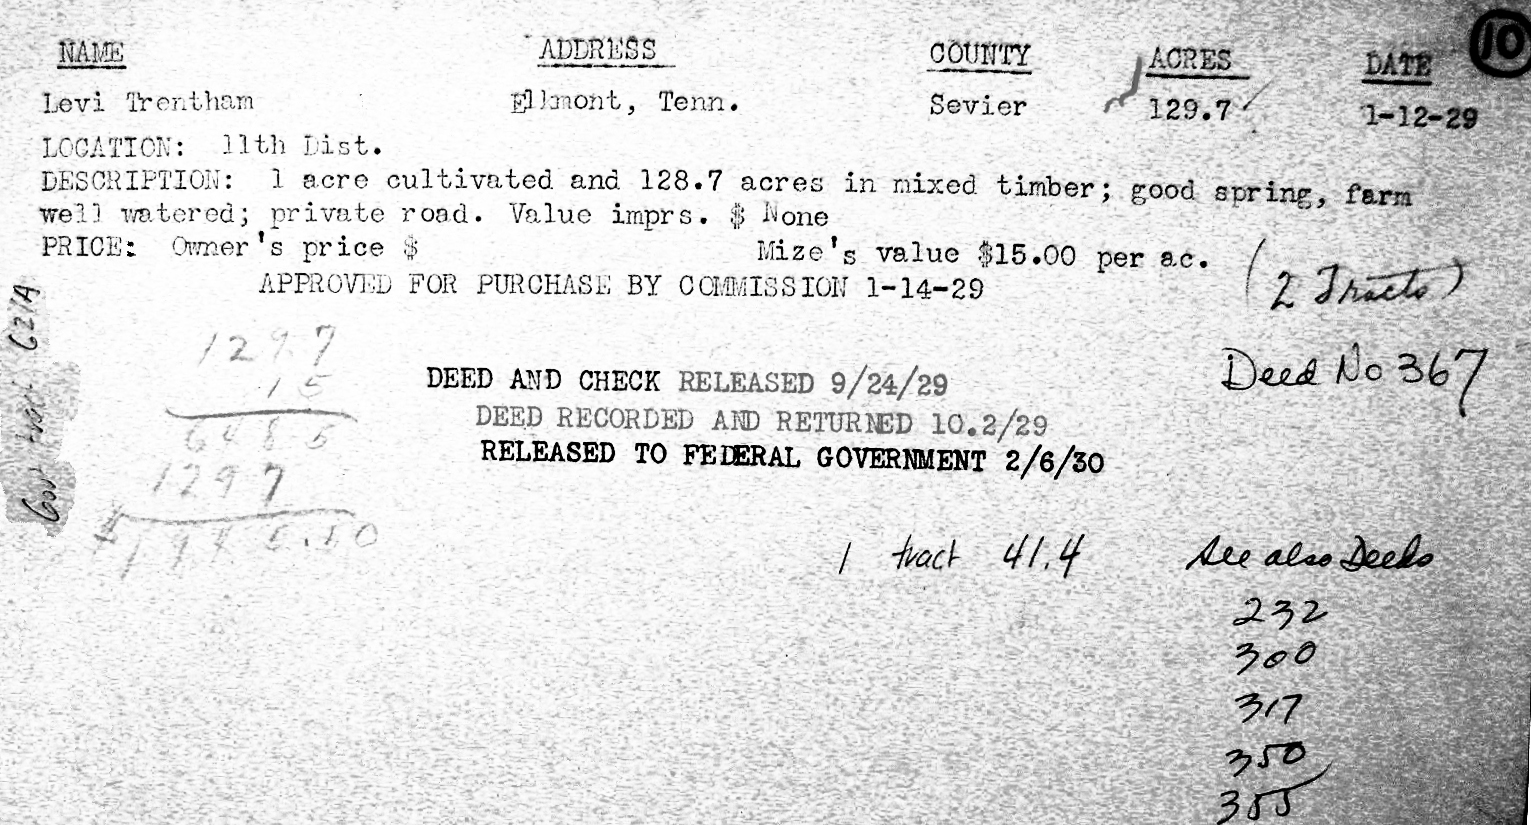 10
NAME ADDRESS COUNTY ACRES DATE
Levi Trentham Elkmont, Tenn. Sevier 129.7 1-12-29
LOCATION: 11th Dist.
DESCRIPTION: 1 acre cultivated and 128.7 acres in mixed timber; good spring, farm
well watered; private road. Value imprs. $ None
PRICE: Owner's price $ Mize's value $15.00 per ac.
(2 Tracts)
APPROVED FOR PURCHASE BY COMMISSION 1-14-29
129.7
15
6485
1297
$1945.50
Deed No 367
DEED AND CHECK RELEASED 9/24/29
DEED RECORDED AND RETURNED 10.2/29
RELEASED TO FEDERAL GOVERNMENT 2/6/30
1 tract 41.4
See also Deeds
232
300
317
350
355